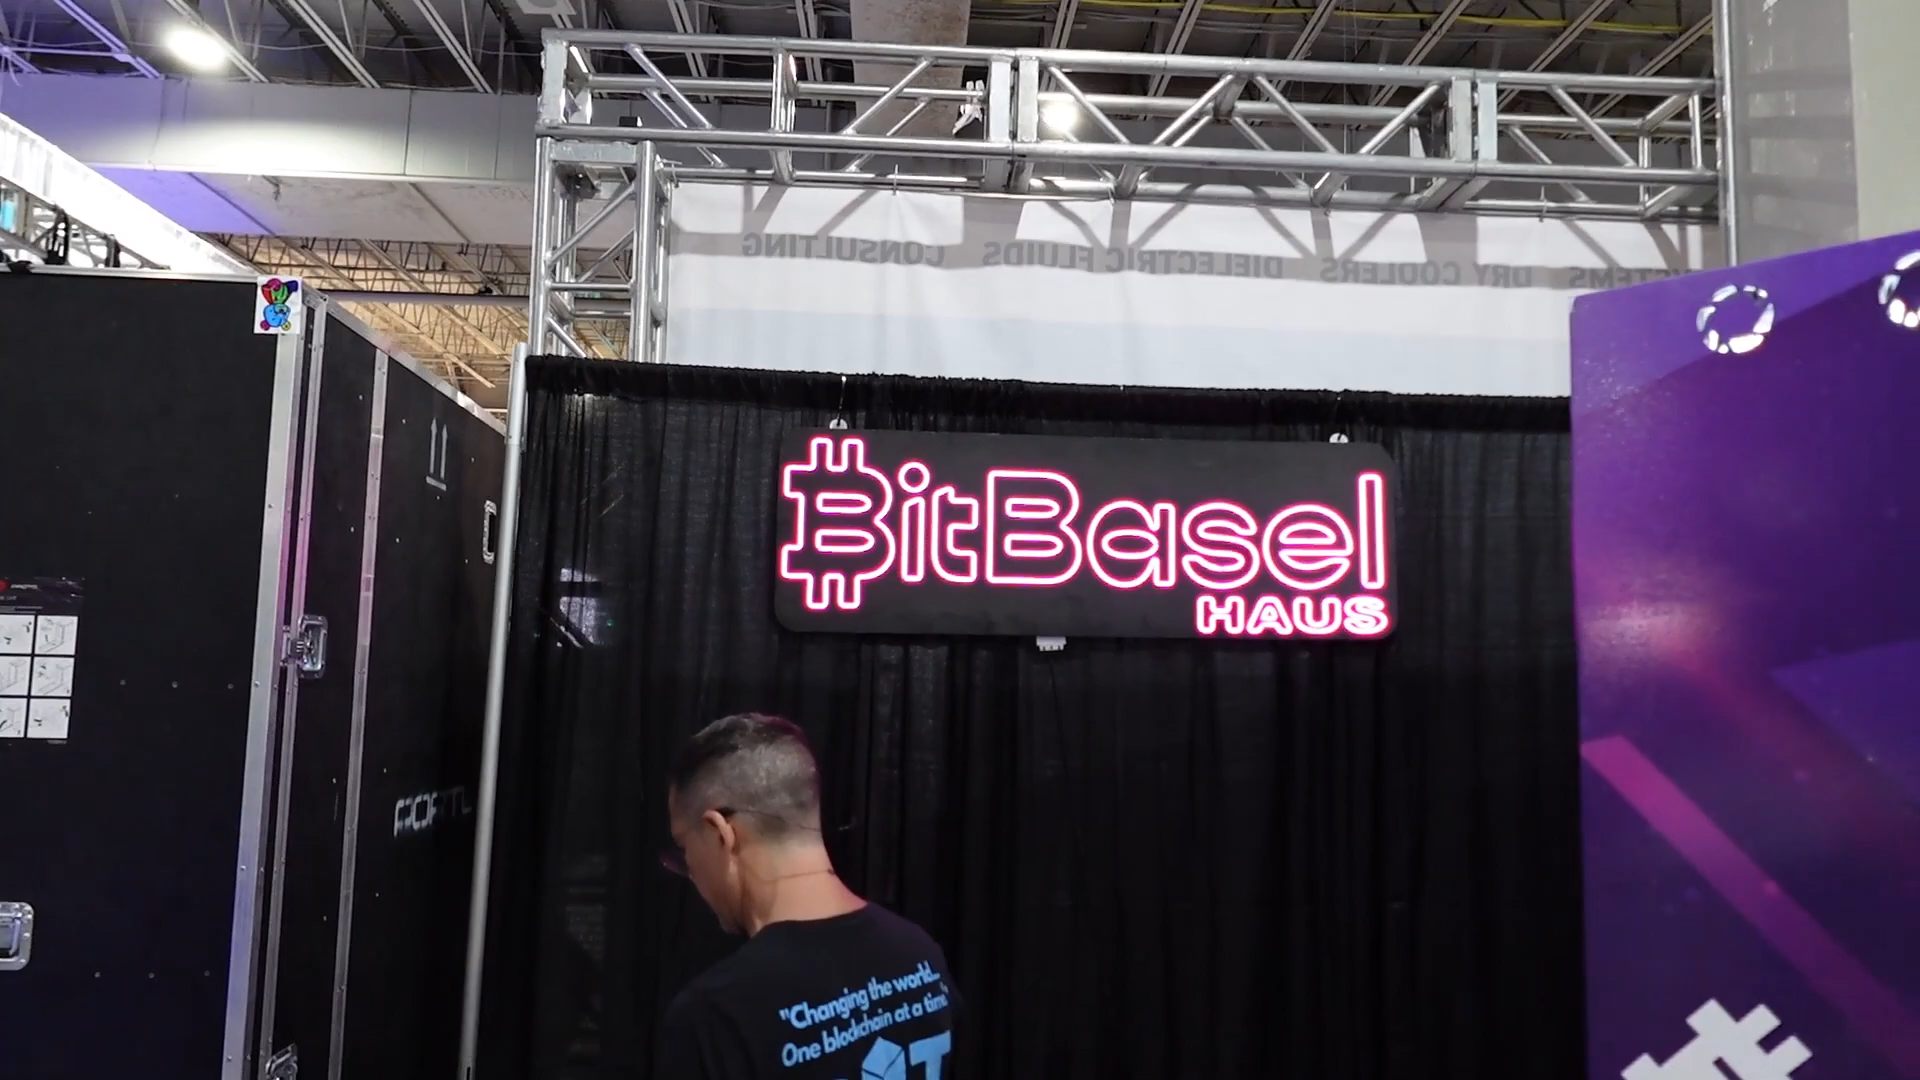 CONSULTING DIELECTRIC FLUIDS DRY COOLERS
BitBasel
HAUS
"Changing the world...
One blockchain at a time"